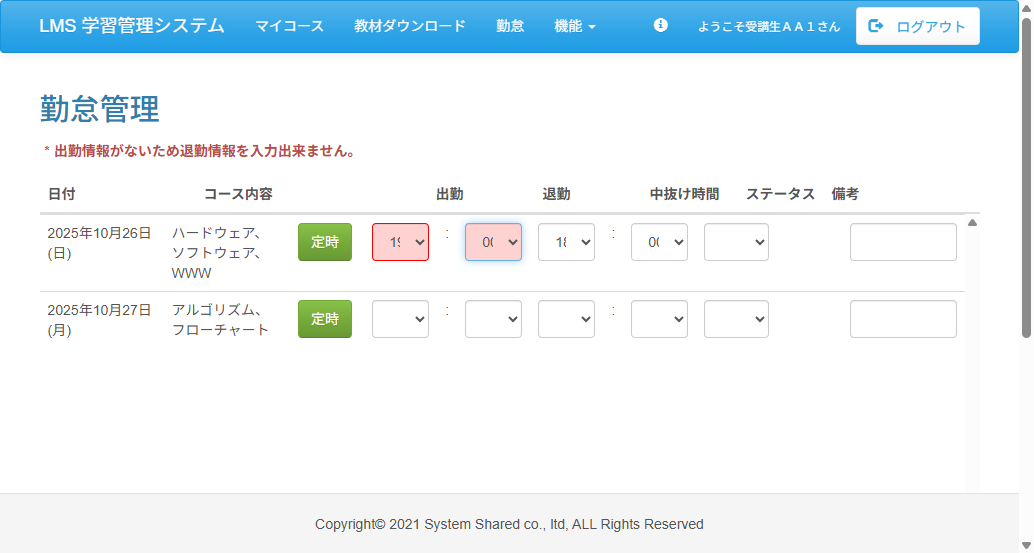 LMS 学習管理システム マイコース 教材ダウンロード 勤怠 機能 ようこそ受講生ＡＡ１さん ログアウト
勤怠管理
* 出勤情報がないため退勤情報を入力出来ません。
日付 コース内容 出勤 退勤 中抜け時間 ステータス 備考
2025年10月26日 ハードウェア、 定時 : 18 : 00
(日) ソフトウェア、
WWW
2025年10月27日 アルゴリズム、 定時 : :
(月) フローチャート
Copyright© 2021 System Shared co., ltd, ALL Rights Reserved